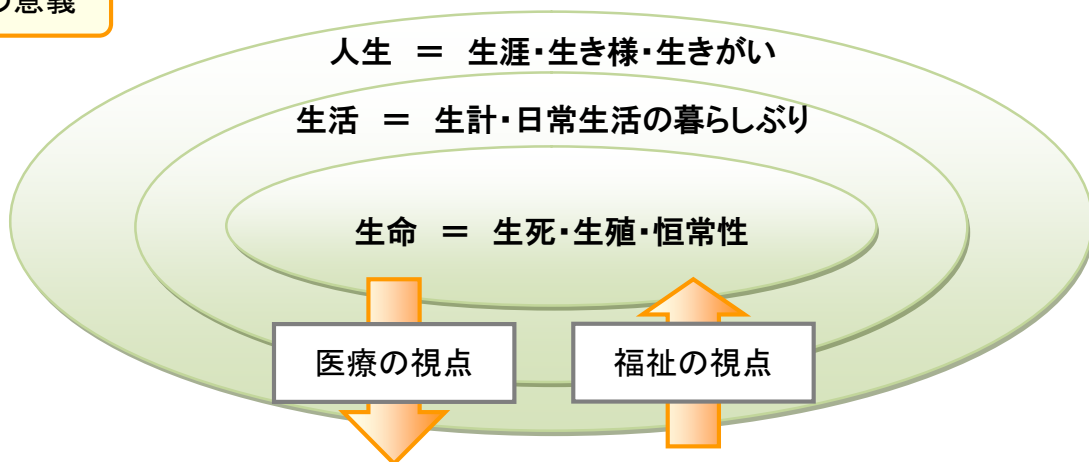 の意義
人生 ＝ 生涯・生き様・生きがい
生活 ＝ 生計・日常生活の暮らしぶり
生命 ＝ 生死・生殖・恒常性
医療の視点
福祉の視点